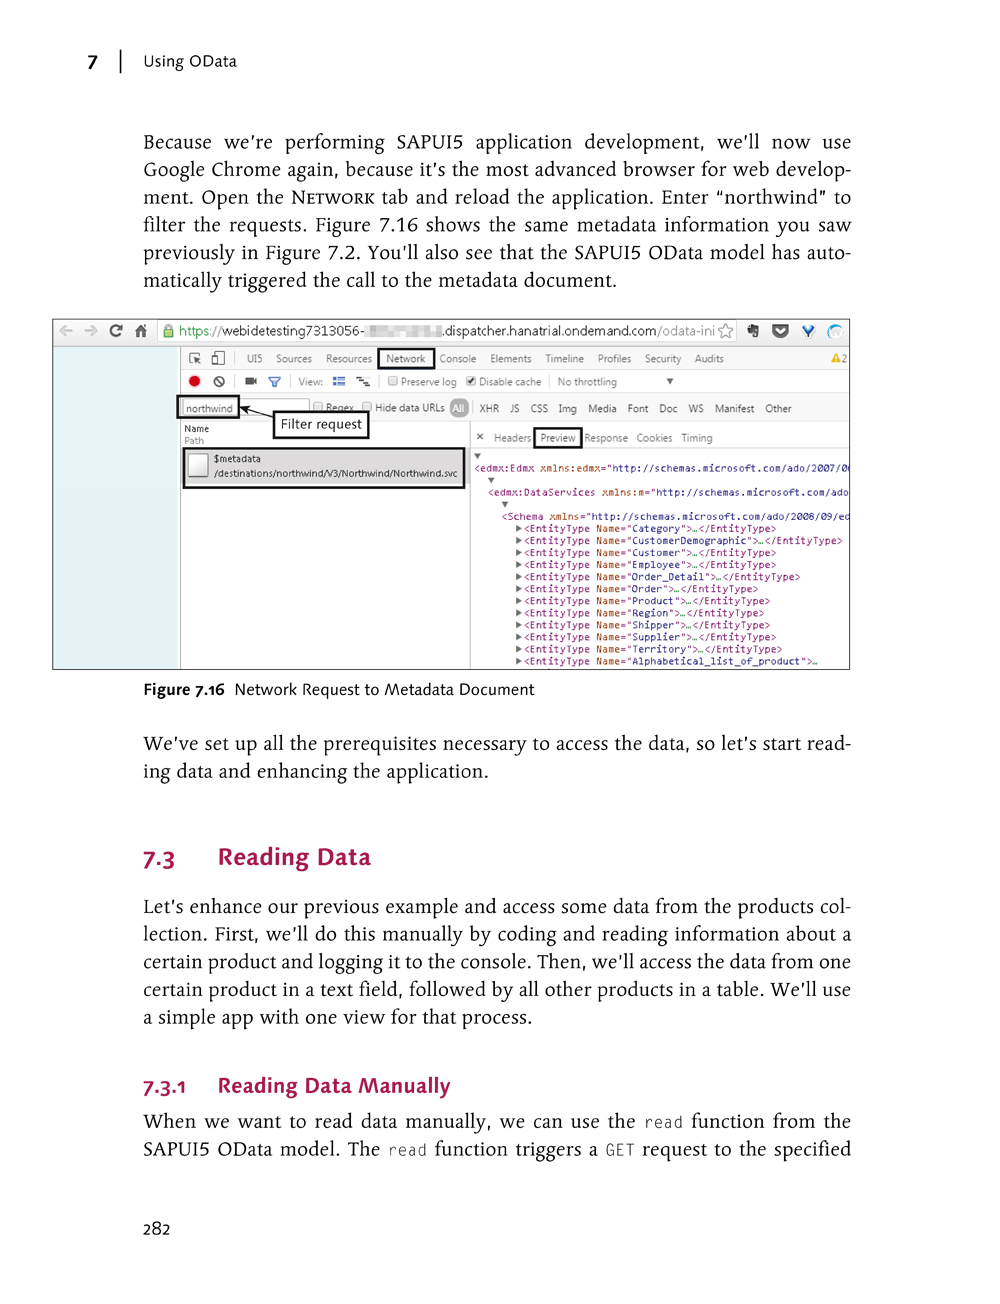 7 | Using OData
Because we're performing SAPUI5 application development, we'll now use
Google Chrome again, because it's the most advanced browser for web develop-
ment. Open the NETWORK tab and reload the application. Enter “northwind” to
filter the requests. Figure 7.16 shows the same metadata information you saw
previously in Figure 7.2. You'll also see that the SAPUI5 OData model has auto-
matically triggered the call to the metadata document.
https://webidetesting7313056- .dispatcher.hanatrial.ondemand.com/odata-ini
UI5 Sources Resources Network Console Elements Timeline Profiles Security Audits 2
View: Preserve log Disable cache No throttling
northwind Regex Hide data URLs All XHR JS CSS Img Media Font Doc WS Manifest Other
Filter request
Name
Path
× Headers Preview Response Cookies Timing
$metadata
/destinations/northwind/V3/Northwind/Northwind.svc
▼
<edmx:Edmx xmlns:edmx="http://schemas.microsoft.com/ado/2007/0
▼
<edmx:DataServices xmlns:m="http://schemas.microsoft.com/ado
▼
<Schema xmlns="http://schemas.microsoft.com/ado/2008/09/ed
▶<EntityType Name="Category">…</EntityType>
▶<EntityType Name="CustomerDemographic">…</EntityType>
▶<EntityType Name="Customer">…</EntityType>
▶<EntityType Name="Employee">…</EntityType>
▶<EntityType Name="Order_Detail">…</EntityType>
▶<EntityType Name="Order">…</EntityType>
▶<EntityType Name="Product">…</EntityType>
▶<EntityType Name="Region">…</EntityType>
▶<EntityType Name="Shipper">…</EntityType>
▶<EntityType Name="Supplier">…</EntityType>
▶<EntityType Name="Territory">…</EntityType>
▶<EntityType Name="Alphabetical_list_of_product">…
Figure 7.16 Network Request to Metadata Document
We've set up all the prerequisites necessary to access the data, so let's start read-
ing data and enhancing the application.
7.3 Reading Data
Let's enhance our previous example and access some data from the products col-
lection. First, we'll do this manually by coding and reading information about a
certain product and logging it to the console. Then, we'll access the data from one
certain product in a text field, followed by all other products in a table. We'll use
a simple app with one view for that process.
7.3.1 Reading Data Manually
When we want to read data manually, we can use the read function from the
SAPUI5 OData model. The read function triggers a GET request to the specified
282